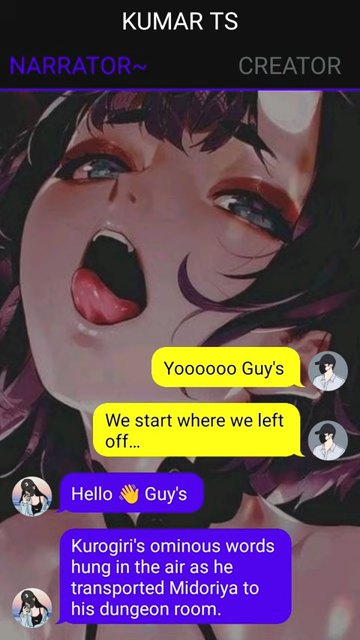 KUMAR TS
NARRATOR~ CREATOR
Yoooooo Guy's
We start where we left
off...
Hello 👋 Guy's
Kurogiri's ominous words
hung in the air as he
transported Midoriya to
his dungeon room.